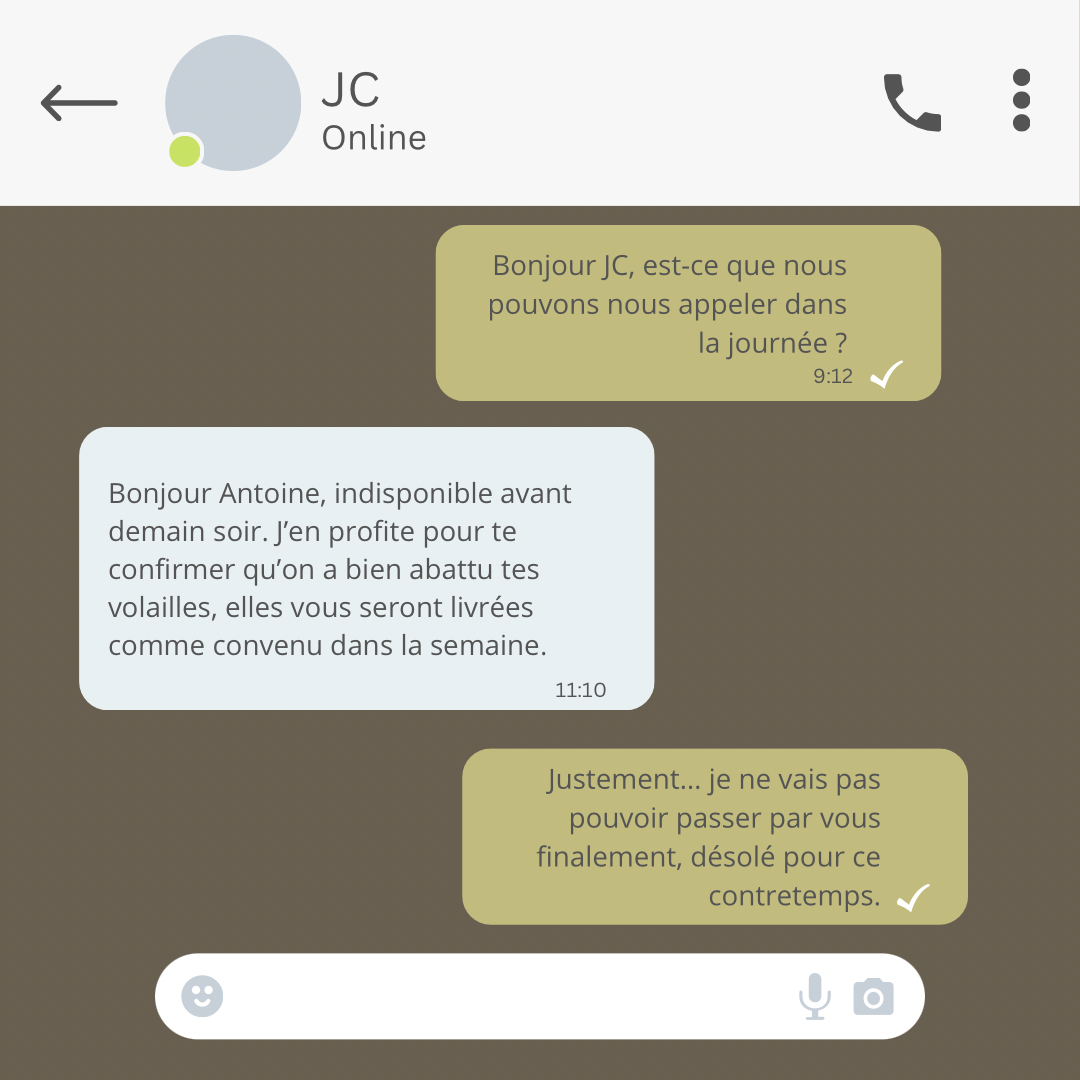 JC
Online
Bonjour JC, est-ce que nous
pouvons nous appeler dans
la journée ?
9:12
Bonjour Antoine, indisponible avant
demain soir. J’en profite pour te
confirmer qu’on a bien abattu tes
volailles, elles vous seront livrées
comme convenu dans la semaine.
11:10
Justement... je ne vais pas
pouvoir passer par vous
finalement, désolé pour ce
contretemps.